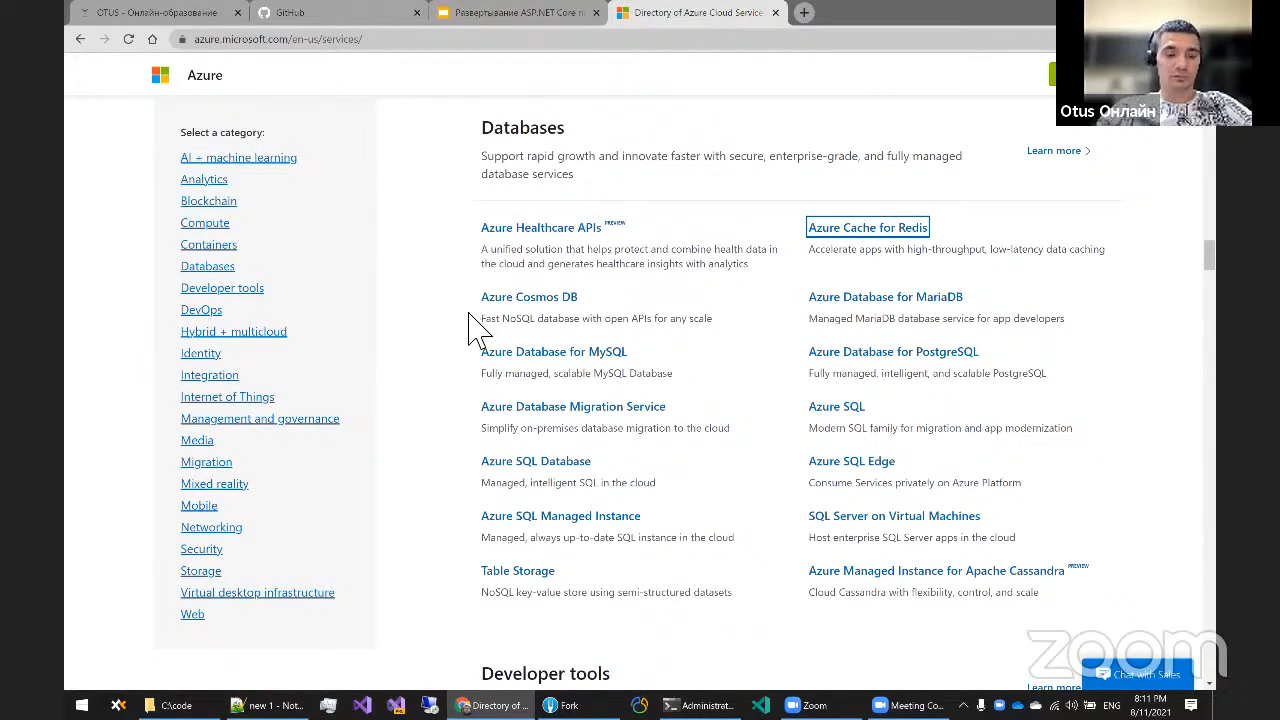 OTUS - Онлайн-образование
GitHub
Развертывание ASP.NET Core п
Directory of Azure Cloud Service
azure.microsoft.com/en-us/services/
Azure
Otus Онлайн
Select a category:
AI + machine learning
Analytics
Blockchain
Compute
Containers
Databases
Developer tools
DevOps
Hybrid + multicloud
Identity
Integration
Internet of Things
Management and governance
Media
Migration
Mixed reality
Mobile
Networking
Security
Storage
Virtual desktop infrastructure
Web
Databases
Support rapid growth and innovate faster with secure, enterprise-grade, and fully managed
database services
Learn more
Azure Healthcare APIs PREVIEW
A unified solution that helps protect and combine health data in
the cloud and generates healthcare insights with analytics
Azure Cache for Redis
Accelerate apps with high-throughput, low-latency data caching
Azure Cosmos DB
Fast NoSQL database with open APIs for any scale
Azure Database for MariaDB
Managed MariaDB database service for app developers
Azure Database for MySQL
Fully managed, scalable MySQL Database
Azure Database for PostgreSQL
Fully managed, intelligent, and scalable PostgreSQL
Azure Database Migration Service
Simplify on-premises database migration to the cloud
Azure SQL
Modern SQL family for migration and app modernization
Azure SQL Database
Managed, intelligent SQL in the cloud
Azure SQL Edge
Consume Services privately on Azure Platform
Azure SQL Managed Instance
Managed, always up-to-date SQL instance in the cloud
SQL Server on Virtual Machines
Host enterprise SQL Server apps in the cloud
Table Storage
NoSQL key-value store using semi-structured datasets
Azure Managed Instance for Apache Cassandra PREVIEW
Cloud Cassandra with flexibility, control, and scale
Developer tools
Learn more
zoom
Chat with Sales
C:\code
new 1 - Not...
Directory of ...
Fork
Administrat...
Zoom
Meeting Co...
ENG
8:11 PM
6/11/2021